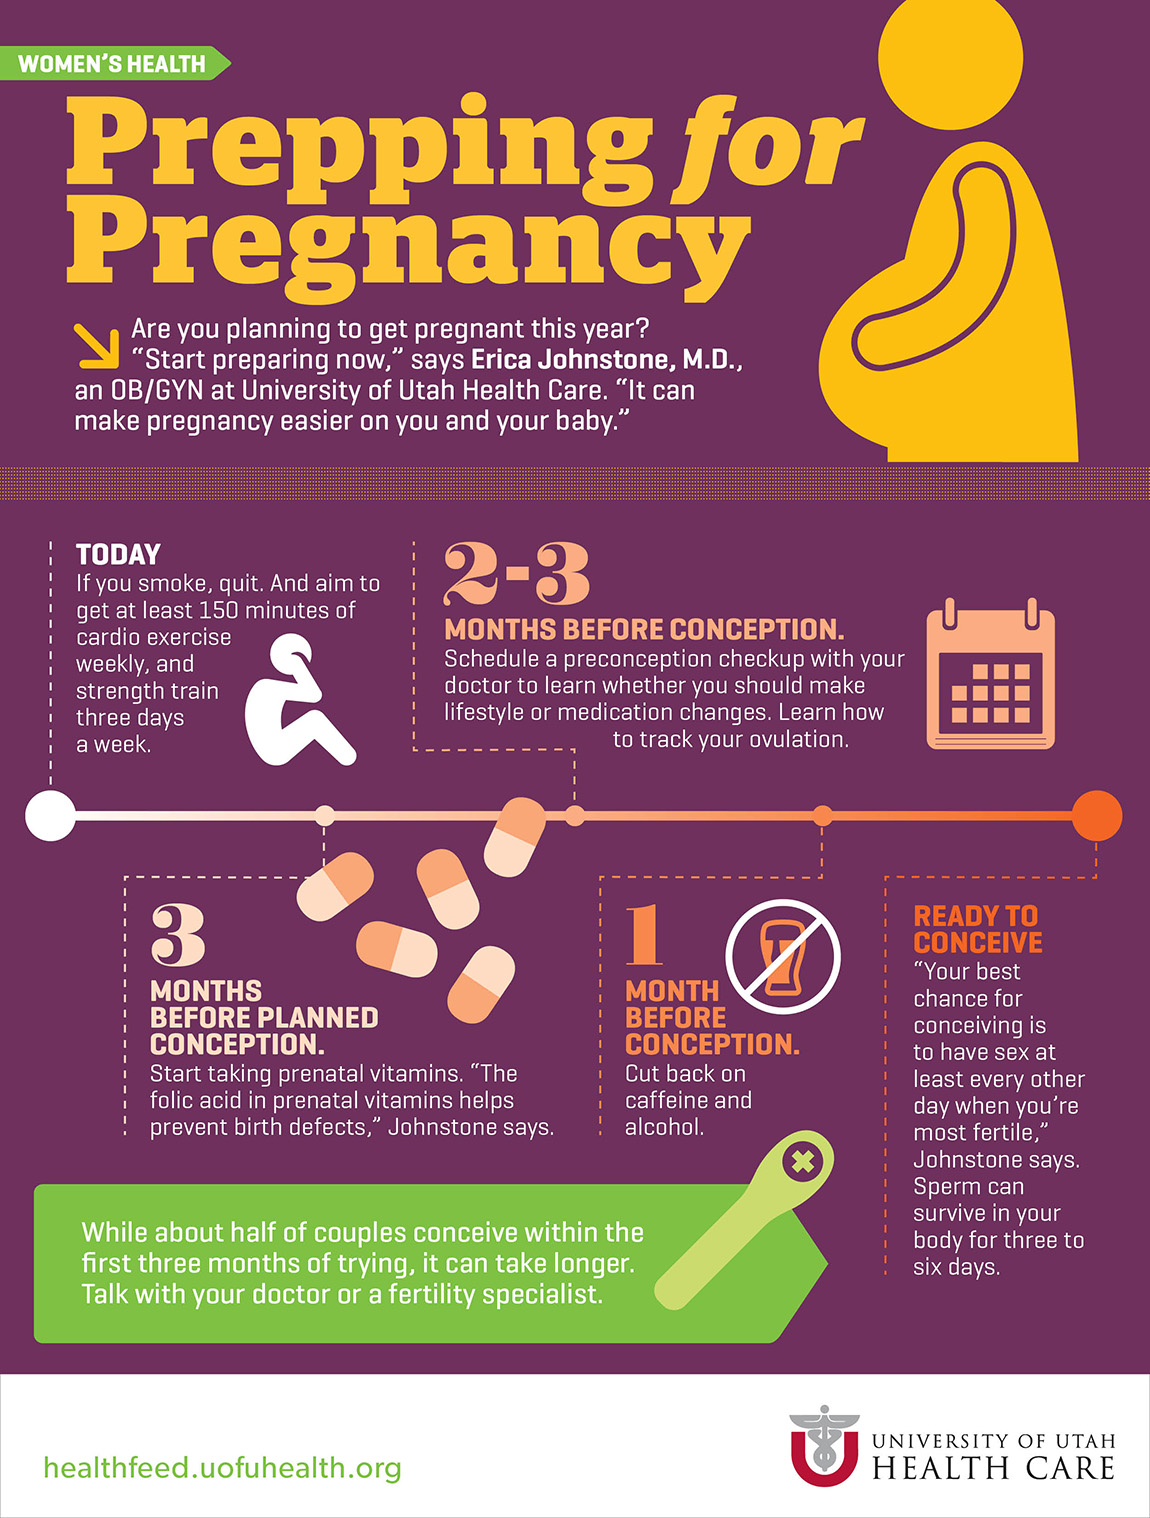 WOMEN'S HEALTH
Prepping for
Pregnancy
Are you planning to get pregnant this year?
“Start preparing now,” says Erica Johnstone, M.D.,
an OB/GYN at University of Utah Health Care. “It can
make pregnancy easier on you and your baby.”
TODAY
If you smoke, quit. And aim to
get at least 150 minutes of
cardio exercise
weekly, and
strength train
three days
a week.
2-3
MONTHS BEFORE CONCEPTION.
Schedule a preconception checkup with your
doctor to learn whether you should make
lifestyle or medication changes. Learn how
to track your ovulation.
3
MONTHS
BEFORE PLANNED
CONCEPTION.
Start taking prenatal vitamins. “The
folic acid in prenatal vitamins helps
prevent birth defects,” Johnstone says.
1
MONTH
BEFORE
CONCEPTION.
Cut back on
caffeine and
alcohol.
READY TO
CONCEIVE
“Your best
chance for
conceiving is
to have sex at
least every other
day when you’re
most fertile,”
Johnstone says.
Sperm can
survive in your
body for three to
six days.
While about half of couples conceive within the
first three months of trying, it can take longer.
Talk with your doctor or a fertility specialist.
healthfeed.uofuhealth.org
UNIVERSITY OF UTAH
HEALTH CARE